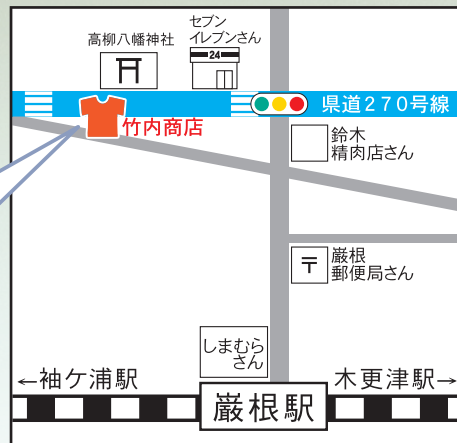 高柳八幡神社
セブン
イレブンさん
24
県道270号線
竹内商店
鈴木
精肉店さん
〒
巌根
郵便局さん
しまむら
さん
←袖ケ浦駅
木更津駅→
巌根駅